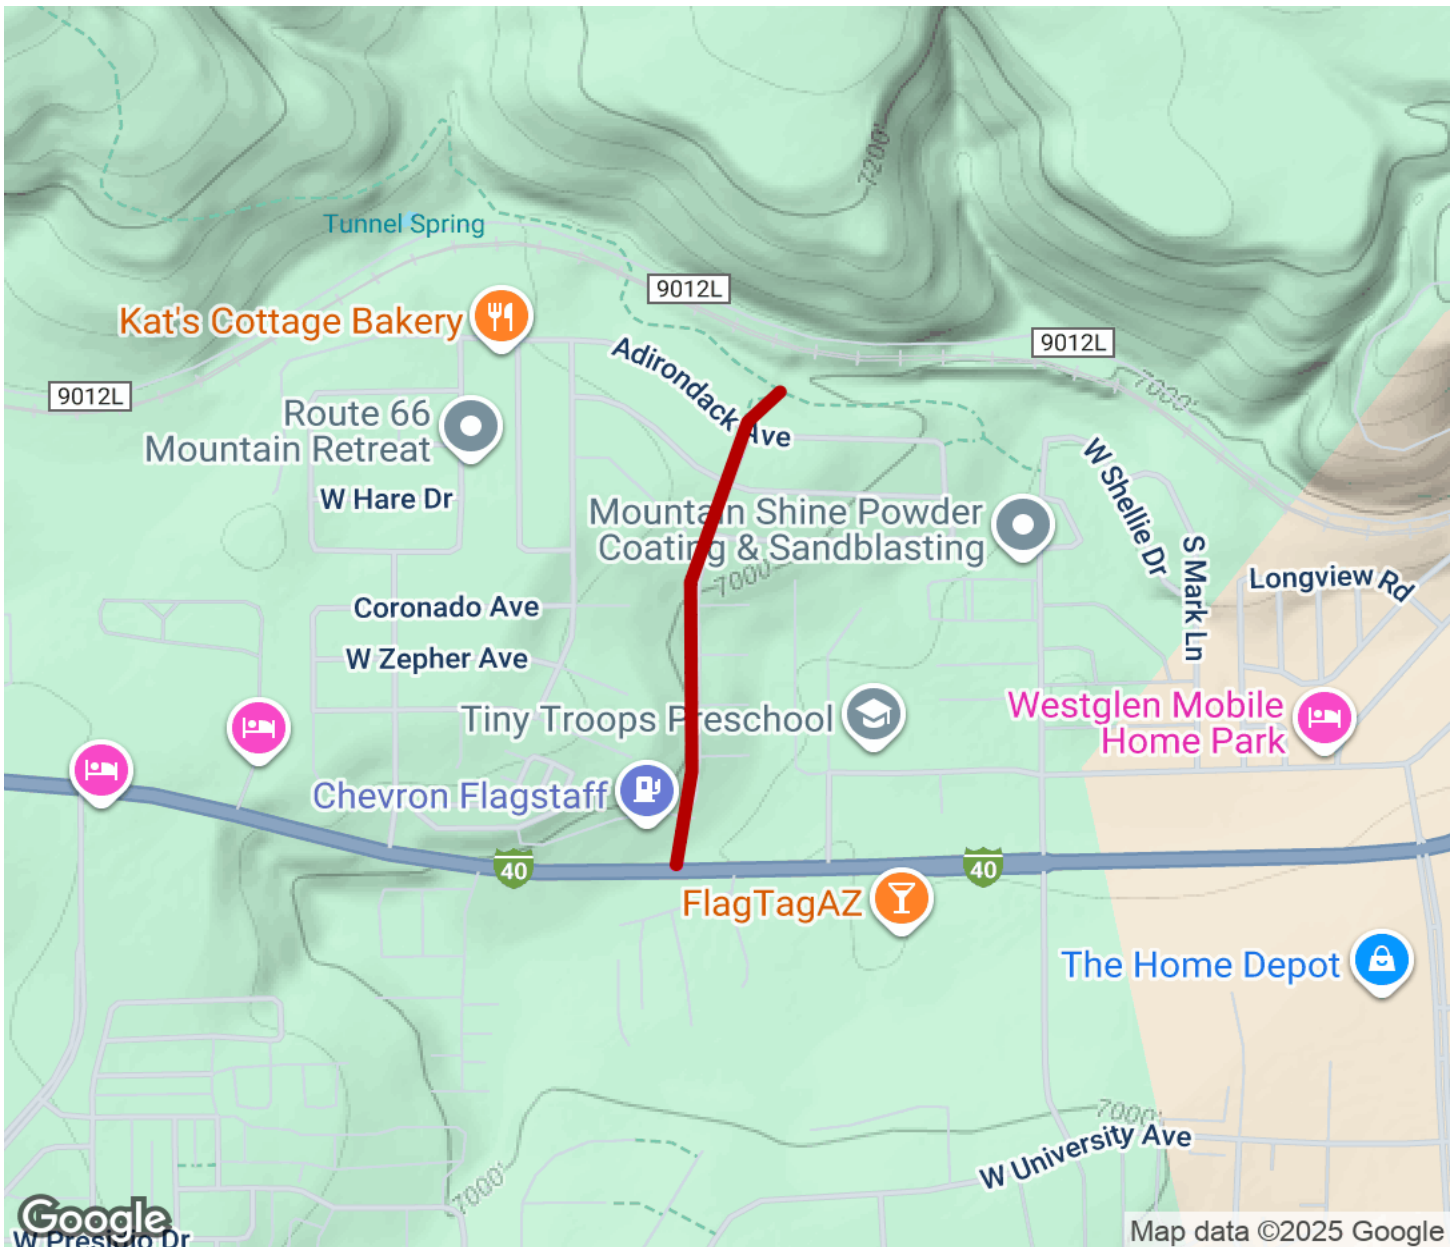 7200'
Tunnel Spring
9012L
Kat's Cottage Bakery
9012L
Adirondack Ave
9012L
7000'
Route 66
Mountain Retreat
W Hare Dr
W Shellie Dr
Mountain Shine Powder
Coating & Sandblasting
S Mark Ln
Longview Rd
7000'
Coronado Ave
W Zepher Ave
Tiny Troops Preschool
Westglen Mobile
Home Park
Chevron Flagstaff
40
40
FlagTagAZ
The Home Depot
7000'
W University Ave
7000'
Google
W Presidio Dr
Map data ©2025 Google